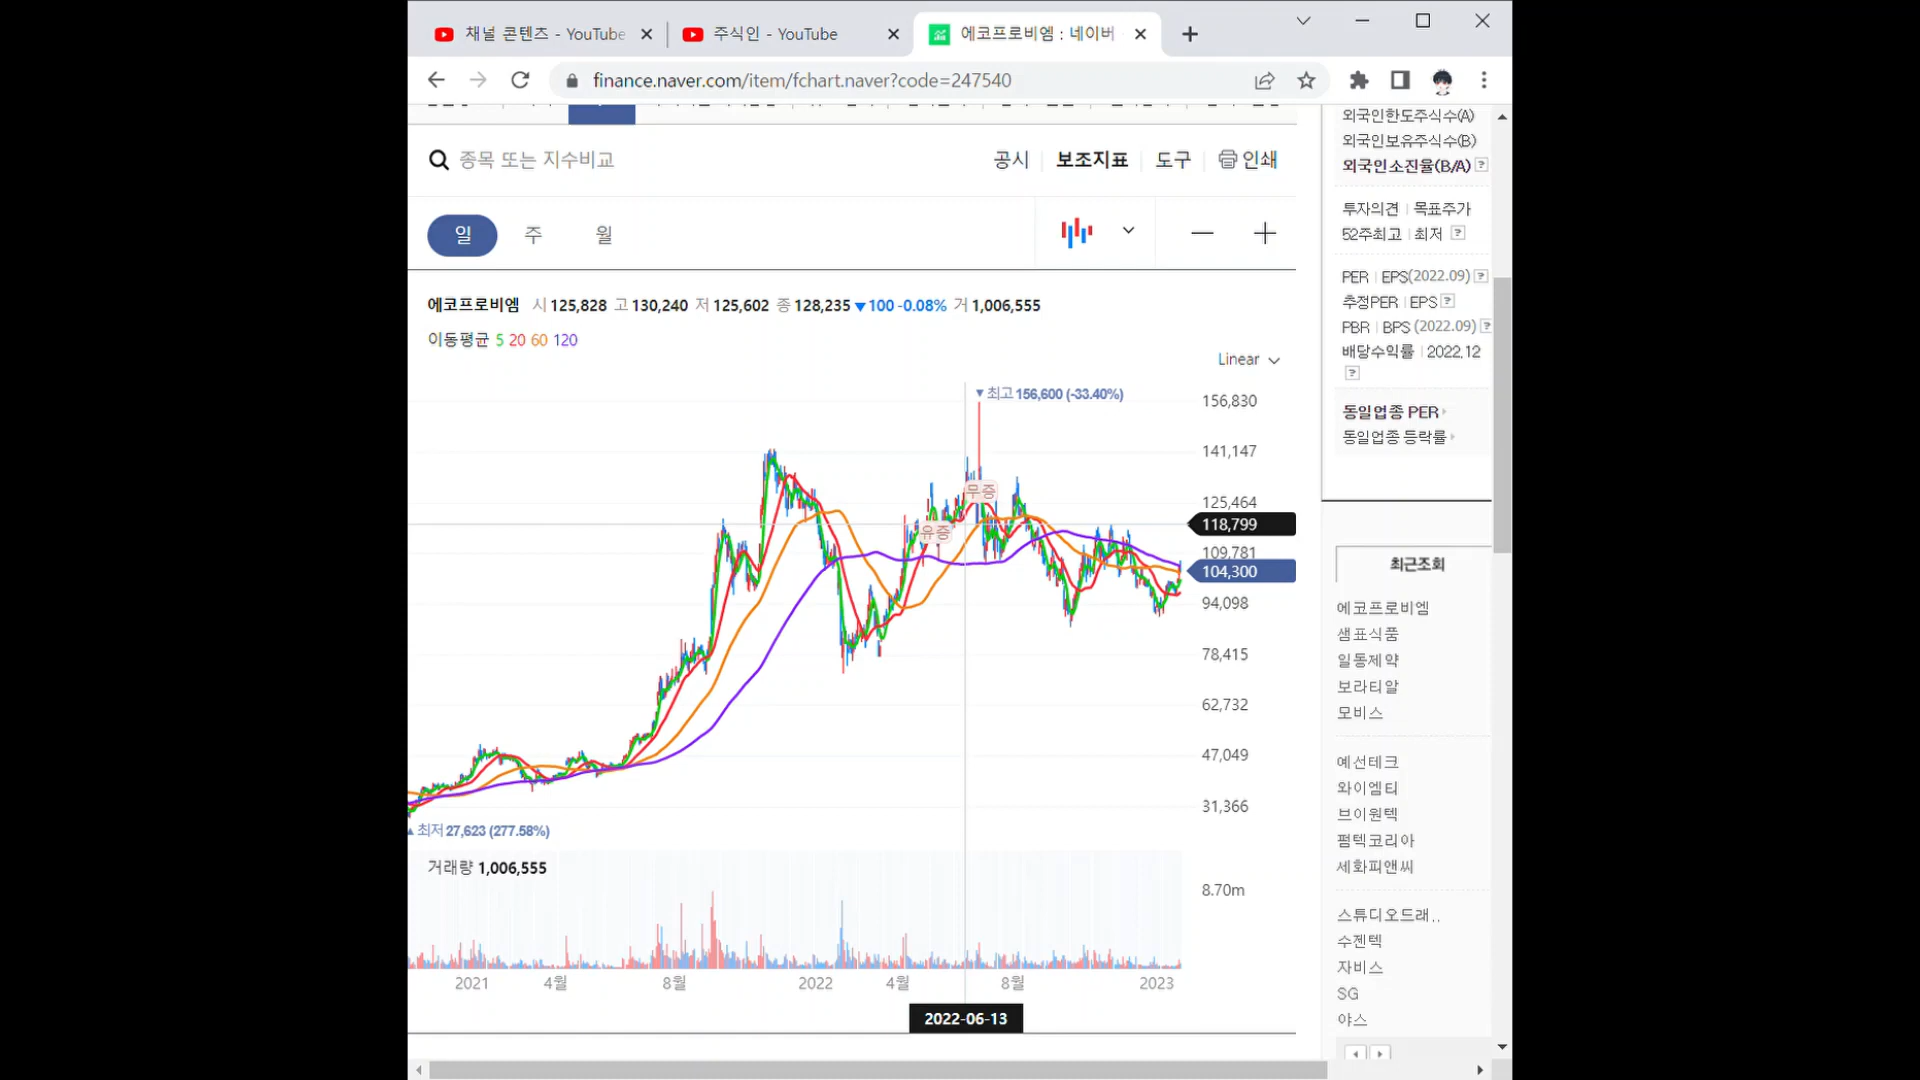 채널 콘텐츠 - YouTube
주식인 - YouTube
에코프로비엠 : 네이버
finance.naver.com/item/fchart.naver?code=247540
종목 또는 지수비교
공시 보조지표 도구 인쇄
일 주 월
에코프로비엠 시 125,828 고 130,240 저 125,602 종 128,235 ▼100 -0.08% 거 1,006,555
이동평균 5 20 60 120
Linear
▼최고 156,600 (-33.40%)
156,830
141,147
125,464
118,799
109,781
104,300
94,098
78,415
62,732
47,049
31,366
무증
유증
▲ 최저 27,623 (277.58%)
거래량 1,006,555
8.70m
2021 4월 8월 2022 4월 8월 2023
2022-06-13
외국인한도주식수(A)
외국인보유주식수(B)
외국인소진율(B/A) ?
투자의견 | 목표주가
52주최고 | 최저 ?
PER | EPS(2022.09) ?
추정PER | EPS ?
PBR | BPS (2022.09) ?
배당수익률 | 2022.12
?
동일업종 PER
동일업종 등락률
최근조회
에코프로비엠
샘표식품
일동제약
보라티알
모비스
예선테크
와이엠티
브이원텍
펌텍코리아
세화피앤씨
스튜디오드래..
수젠텍
자비스
SG
야스